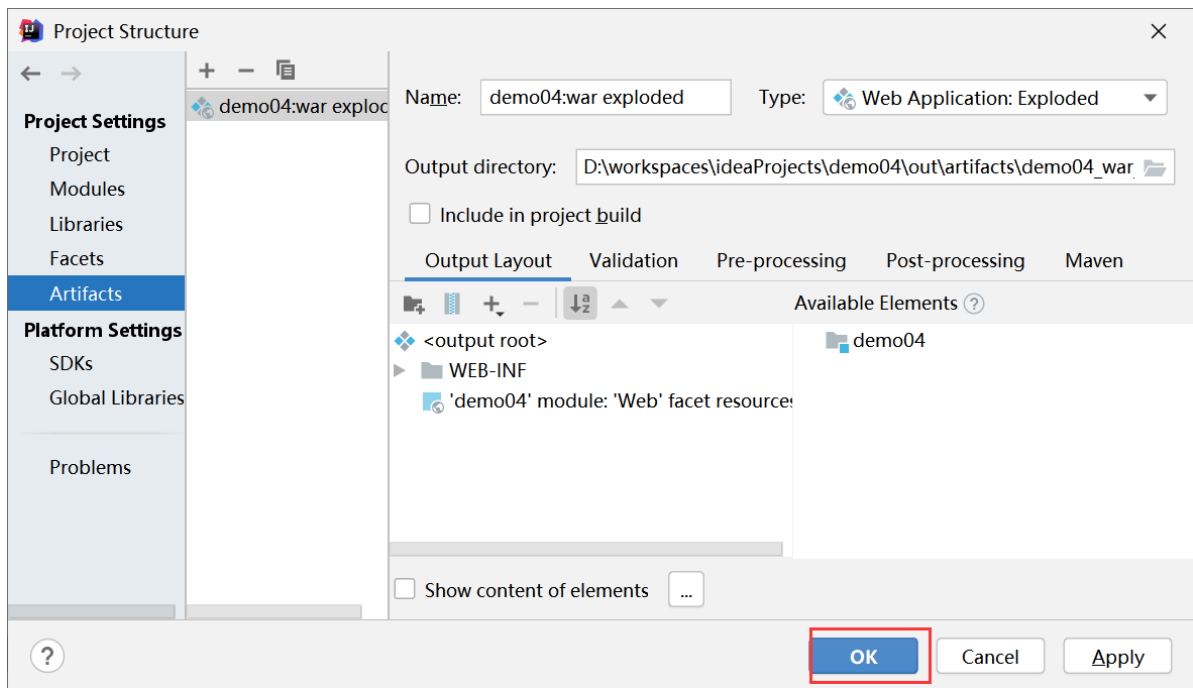 Project Structure
Project Settings
Project
Modules
Libraries
Facets
Artifacts
Platform Settings
SDKs
Global Libraries
Problems
demo04:war exploc
Name: demo04:war exploded Type: Web Application: Exploded
Output directory: D:\workspaces\ideaProjects\demo04\out\artifacts\demo04_war_
Include in project build
Output Layout Validation Pre-processing Post-processing Maven
Available Elements ?
<output root>
WEB-INF
'demo04' module: 'Web' facet resources
demo04
Show content of elements ...
? OK Cancel Apply